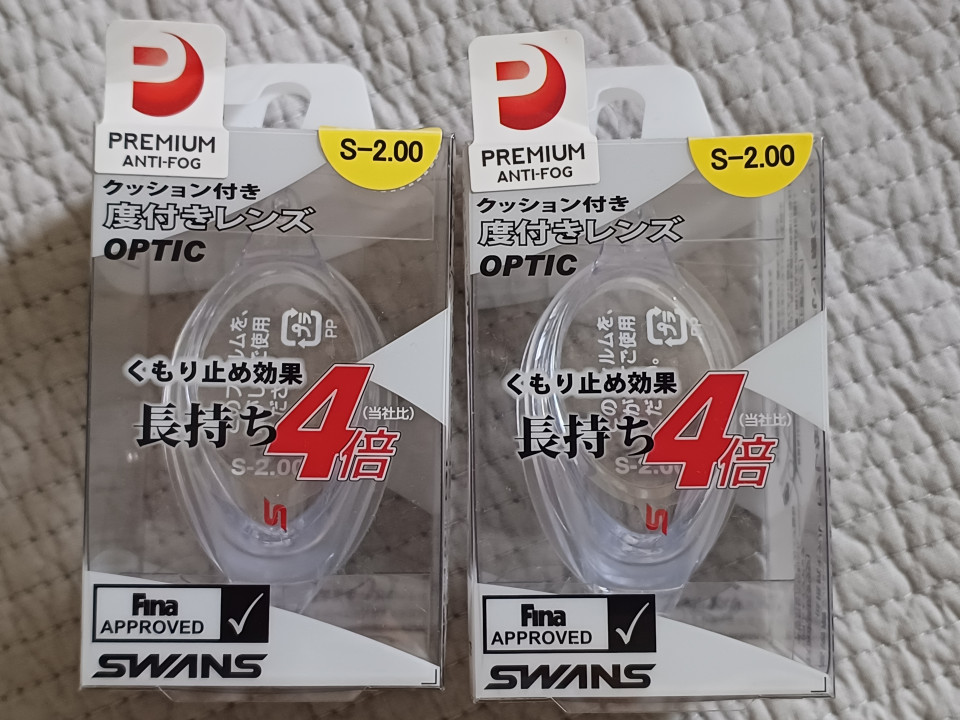 PREMIUM
ANTI-FOG
S-2.00
クッション付き
度付きレンズ
OPTIC
PP
くもり止め効果
長持ち4倍
(当社比)
S-2.00
Fina
APPROVED
SWANS
PREMIUM
ANTI-FOG
S-2.00
クッション付き
度付きレンズ
OPTIC
PP
くもり止め効果
長持ち4倍
(当社比)
Fina
APPROVED
SWANS